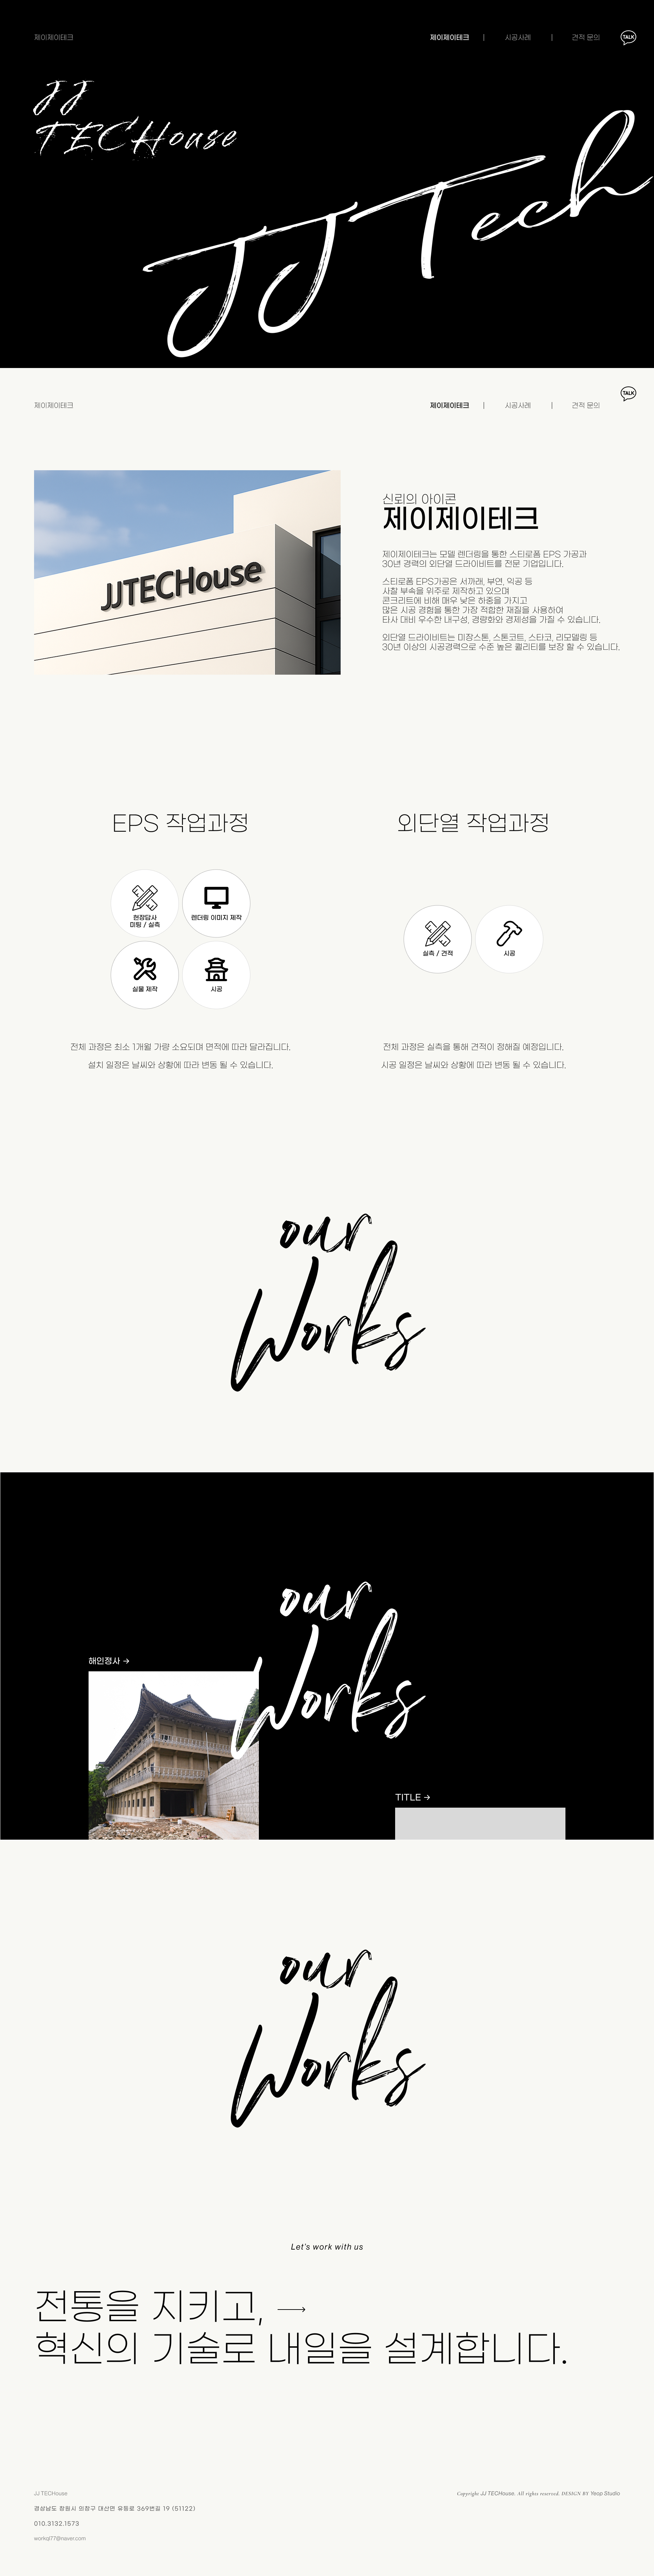 제이제이테크
제이제이테크 | 시공사례 | 견적 문의
TALK
JJ
TECHouse
JJ Tech
제이제이테크
제이제이테크 | 시공사례 | 견적 문의
TALK
JJTECHouse
신뢰의 아이콘
제이제이테크
제이제이테크는 모델 렌더링을 통한 스티로폼 EPS 가공과
30년 경력의 외단열 드라이비트를 전문 기업입니다.
스티로폼 EPS가공은 서까래, 부연, 익공 등
사찰 부속을 위주로 제작하고 있으며
콘크리트에 비해 매우 낮은 하중을 가지고
많은 시공 경험을 통한 가장 적합한 재질을 사용하여
타사 대비 우수한 내구성, 경량화와 경제성을 가질 수 있습니다.
외단열 드라이비트는 미장스톤, 스톤코트, 스타코, 리모델링 등
30년 이상의 시공경력으로 수준 높은 퀄리티를 보장 할 수 있습니다.
EPS 작업과정
현장답사
미팅 / 실측
렌더링 이미지 제작
실물 제작
시공
전체 과정은 최소 1개월 가량 소요되며 면적에 따라 달라집니다.
설치 일정은 날씨와 상황에 따라 변동 될 수 있습니다.
외단열 작업과정
실측 / 견적
시공
전체 과정은 실측을 통해 견적이 정해질 예정입니다.
시공 일정은 날씨와 상황에 따라 변동 될 수 있습니다.
our
Works
our
Works
해인정사 →
TITLE →
our
Works
Let's work with us
전통을 지키고, →
혁신의 기술로 내일을 설계합니다.
JJ TECHouse
경상남도 창원시 의창구 대산면 유등로 369번길 19 (51122)
010.3132.1573
Copyright JJ TECHouse. All rights reserved. DESIGN BY Yeop Studio